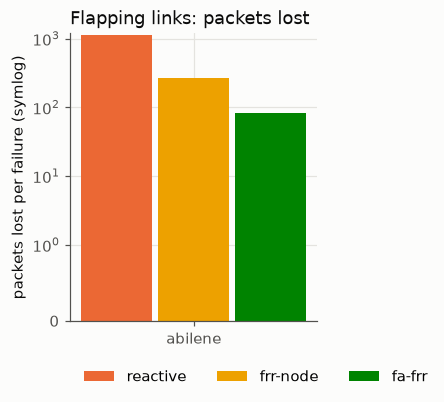 Flapping links: packets lost
packets lost per failure (symlog)
10³
10²
10¹
10⁰
0
abilene
reactive frr-node fa-frr